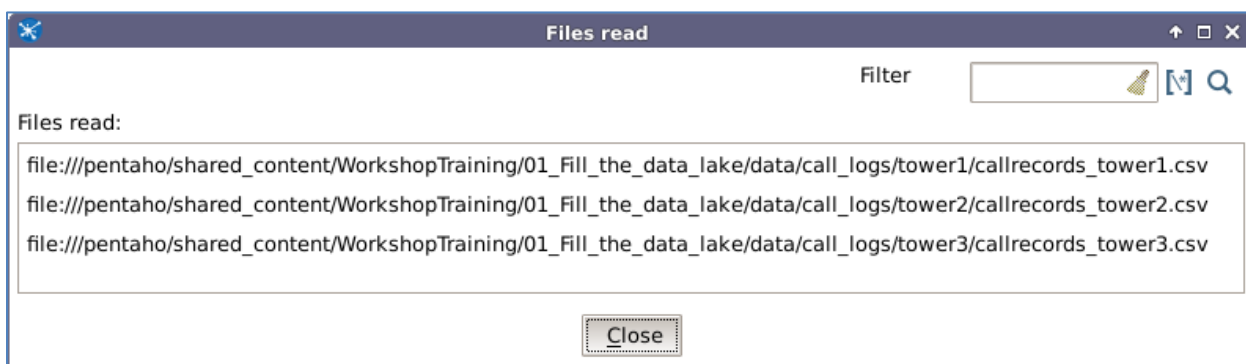 Files read
Filter
Files read:
file:///pentaho/shared_content/WorkshopTraining/01_Fill_the_data_lake/data/call_logs/tower1/callrecords_tower1.csv
file:///pentaho/shared_content/WorkshopTraining/01_Fill_the_data_lake/data/call_logs/tower2/callrecords_tower2.csv
file:///pentaho/shared_content/WorkshopTraining/01_Fill_the_data_lake/data/call_logs/tower3/callrecords_tower3.csv
Close